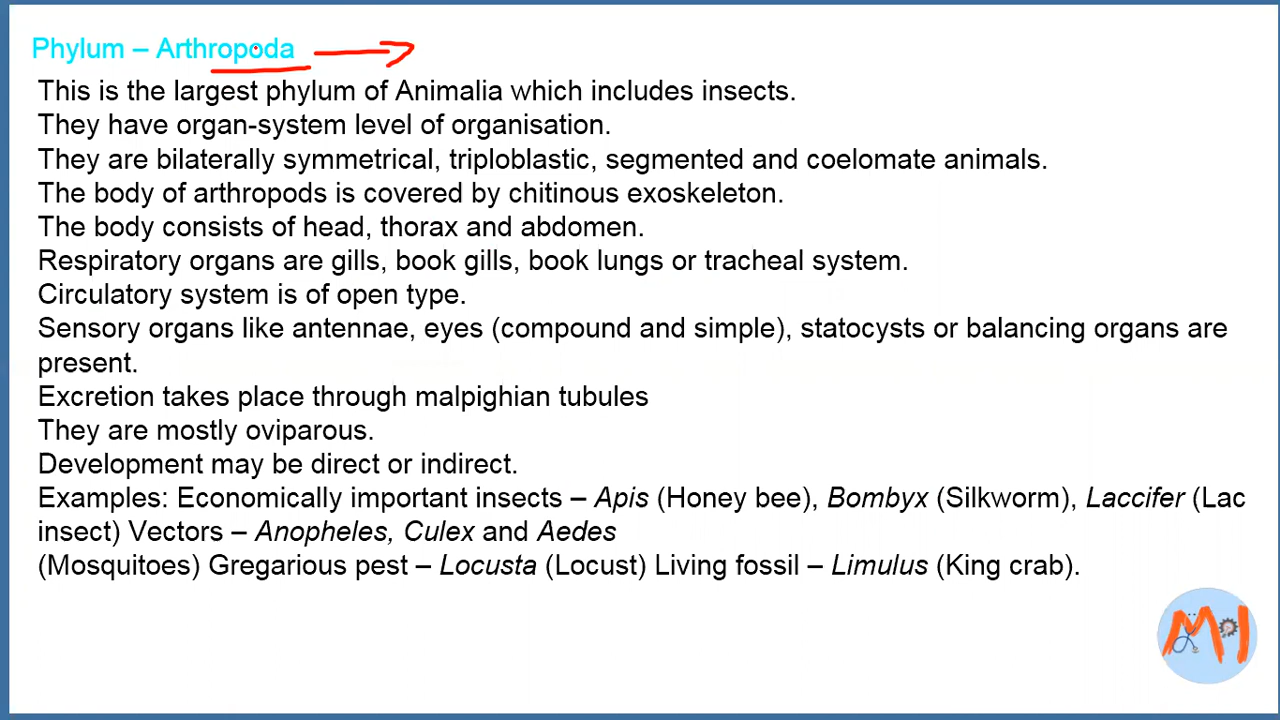 Phylum – Arthropoda
This is the largest phylum of Animalia which includes insects.
They have organ-system level of organisation.
They are bilaterally symmetrical, triploblastic, segmented and coelomate animals.
The body of arthropods is covered by chitinous exoskeleton.
The body consists of head, thorax and abdomen.
Respiratory organs are gills, book gills, book lungs or tracheal system.
Circulatory system is of open type.
Sensory organs like antennae, eyes (compound and simple), statocysts or balancing organs are
present.
Excretion takes place through malpighian tubules
They are mostly oviparous.
Development may be direct or indirect.
Examples: Economically important insects – Apis (Honey bee), Bombyx (Silkworm), Laccifer (Lac
insect) Vectors – Anopheles, Culex and Aedes
(Mosquitoes) Gregarious pest – Locusta (Locust) Living fossil – Limulus (King crab).
MI